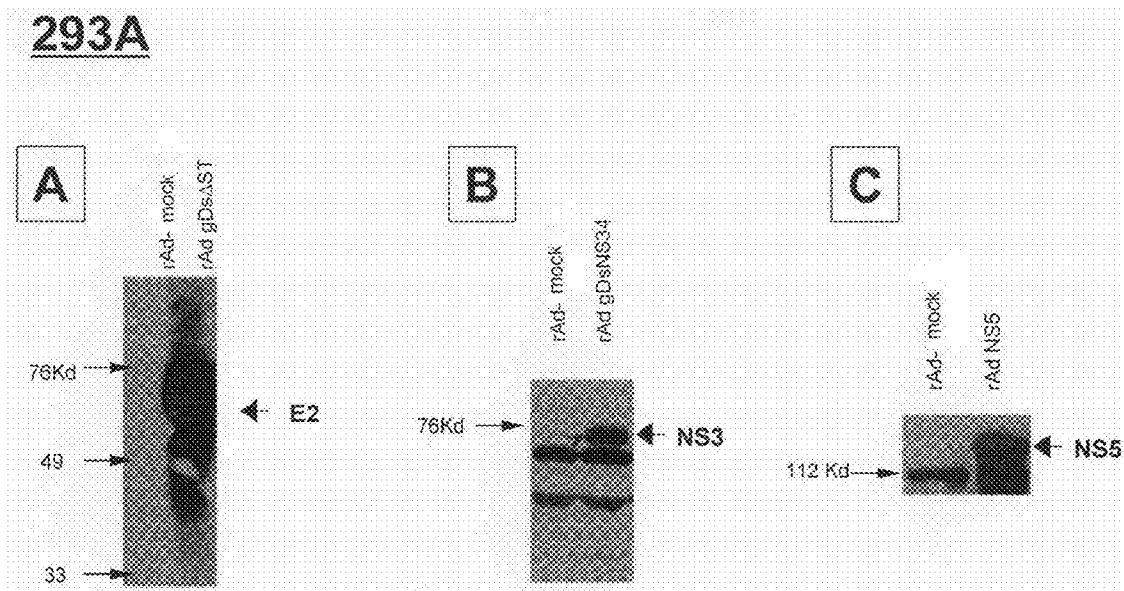 293A
A
rAd- mock
rAd gDsΔST
76Kd
E2
49
33
B
rAd- mock
rAd gDsNS34
76Kd
NS3
C
rAd- mock
rAd NS5
112 Kd
NS5